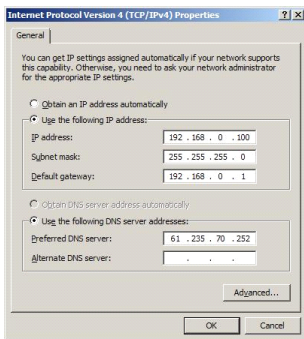 Internet Protocol Version 4 (TCP/IPv4) Properties
General
You can get IP settings assigned automatically if your network supports
this capability. Otherwise, you need to ask your network administrator
for the appropriate IP settings.
Obtain an IP address automatically
Use the following IP address:
IP address: 192 . 168 . 0 . 100
Subnet mask: 255 . 255 . 255 . 0
Default gateway: 192 . 168 . 0 . 1
Obtain DNS server address automatically
Use the following DNS server addresses:
Preferred DNS server: 61 . 235 . 70 . 252
Alternate DNS server: . . .
Advanced...
OK Cancel